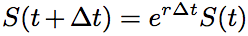 S(t + Δt) = e^{rΔt}S(t)